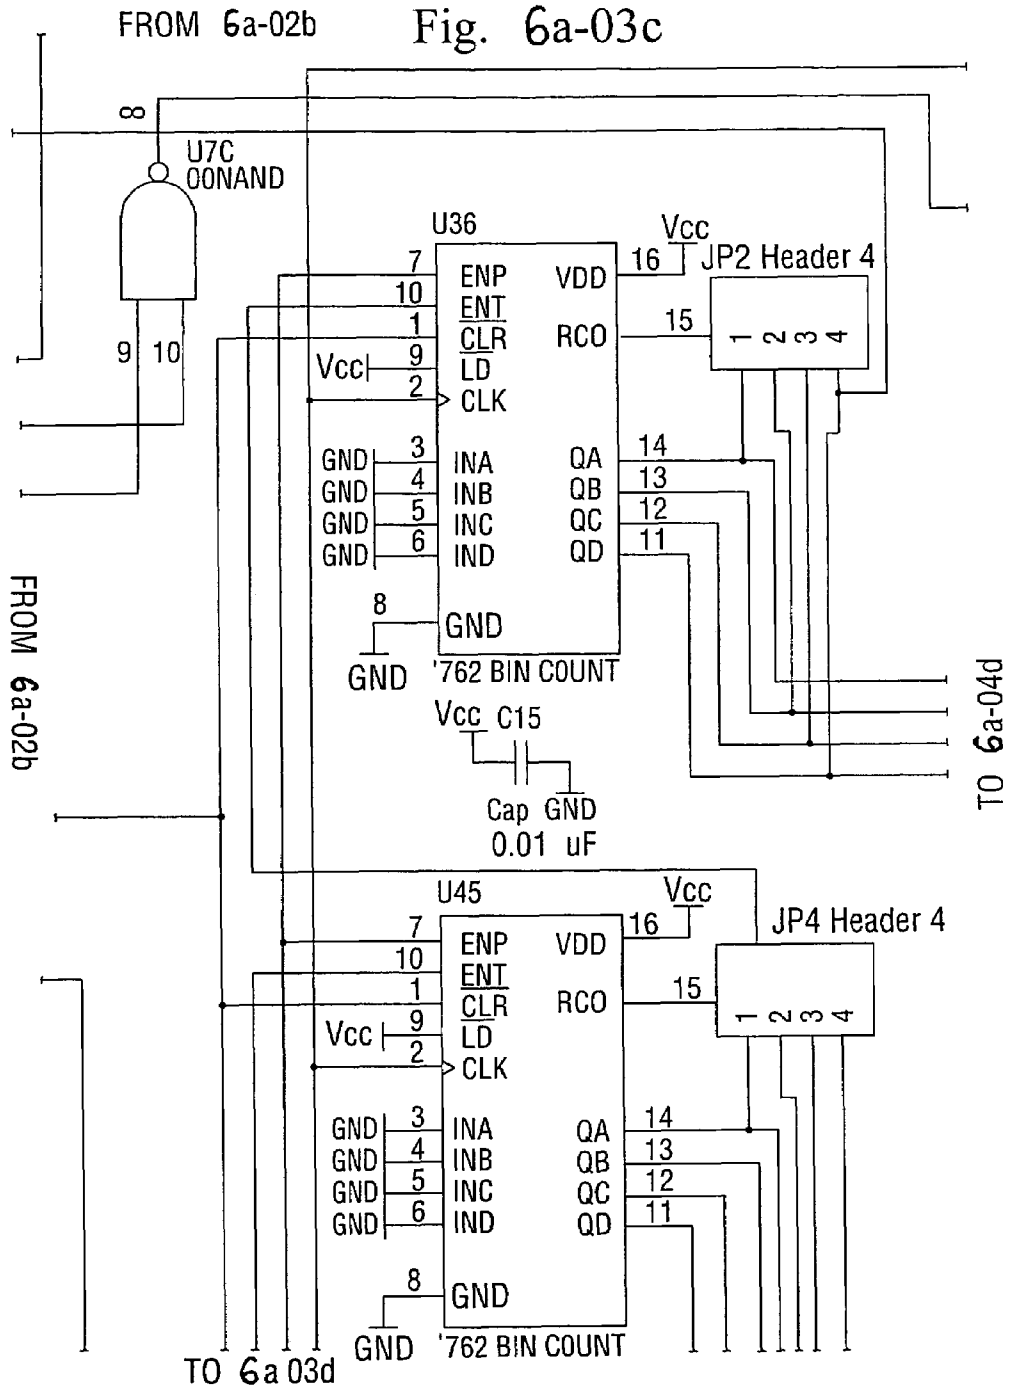 FROM 6a-02b
Fig. 6a-03c
8
U7C
00NAND
9 10
U36
Vcc
JP2 Header 4
7 ENP VDD 16
10 ENT
1 CLR RCO 15
1 2 3 4
Vcc 9 LD
2 CLK
GND 3 INA QA 14
GND 4 INB QB 13
GND 5 INC QC 12
GND 6 IND QD 11
8 GND
GND
'762 BIN COUNT
FROM 6a-02b
TO 6a-04d
Vcc C15
Cap GND
0.01 uF
U45
Vcc
JP4 Header 4
7 ENP VDD 16
10 ENT
1 CLR RCO 15
1 2 3 4
Vcc 9 LD
2 CLK
GND 3 INA QA 14
GND 4 INB QB 13
GND 5 INC QC 12
GND 6 IND QD 11
8 GND
GND
'762 BIN COUNT
TO 6a 03d